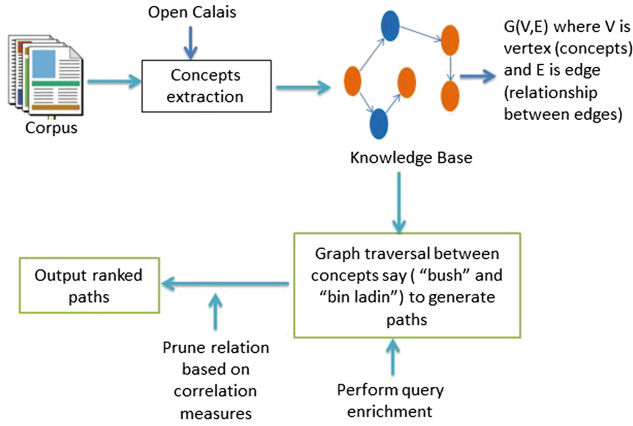 Open Calais
Corpus
Concepts
extraction
Knowledge Base
G(V,E) where V is
vertex (concepts)
and E is edge
(relationship
between edges)
Graph traversal between
concepts say ( “bush” and
“bin ladin”) to generate
paths
Output ranked
paths
Prune relation
based on
correlation
measures
Perform query
enrichment